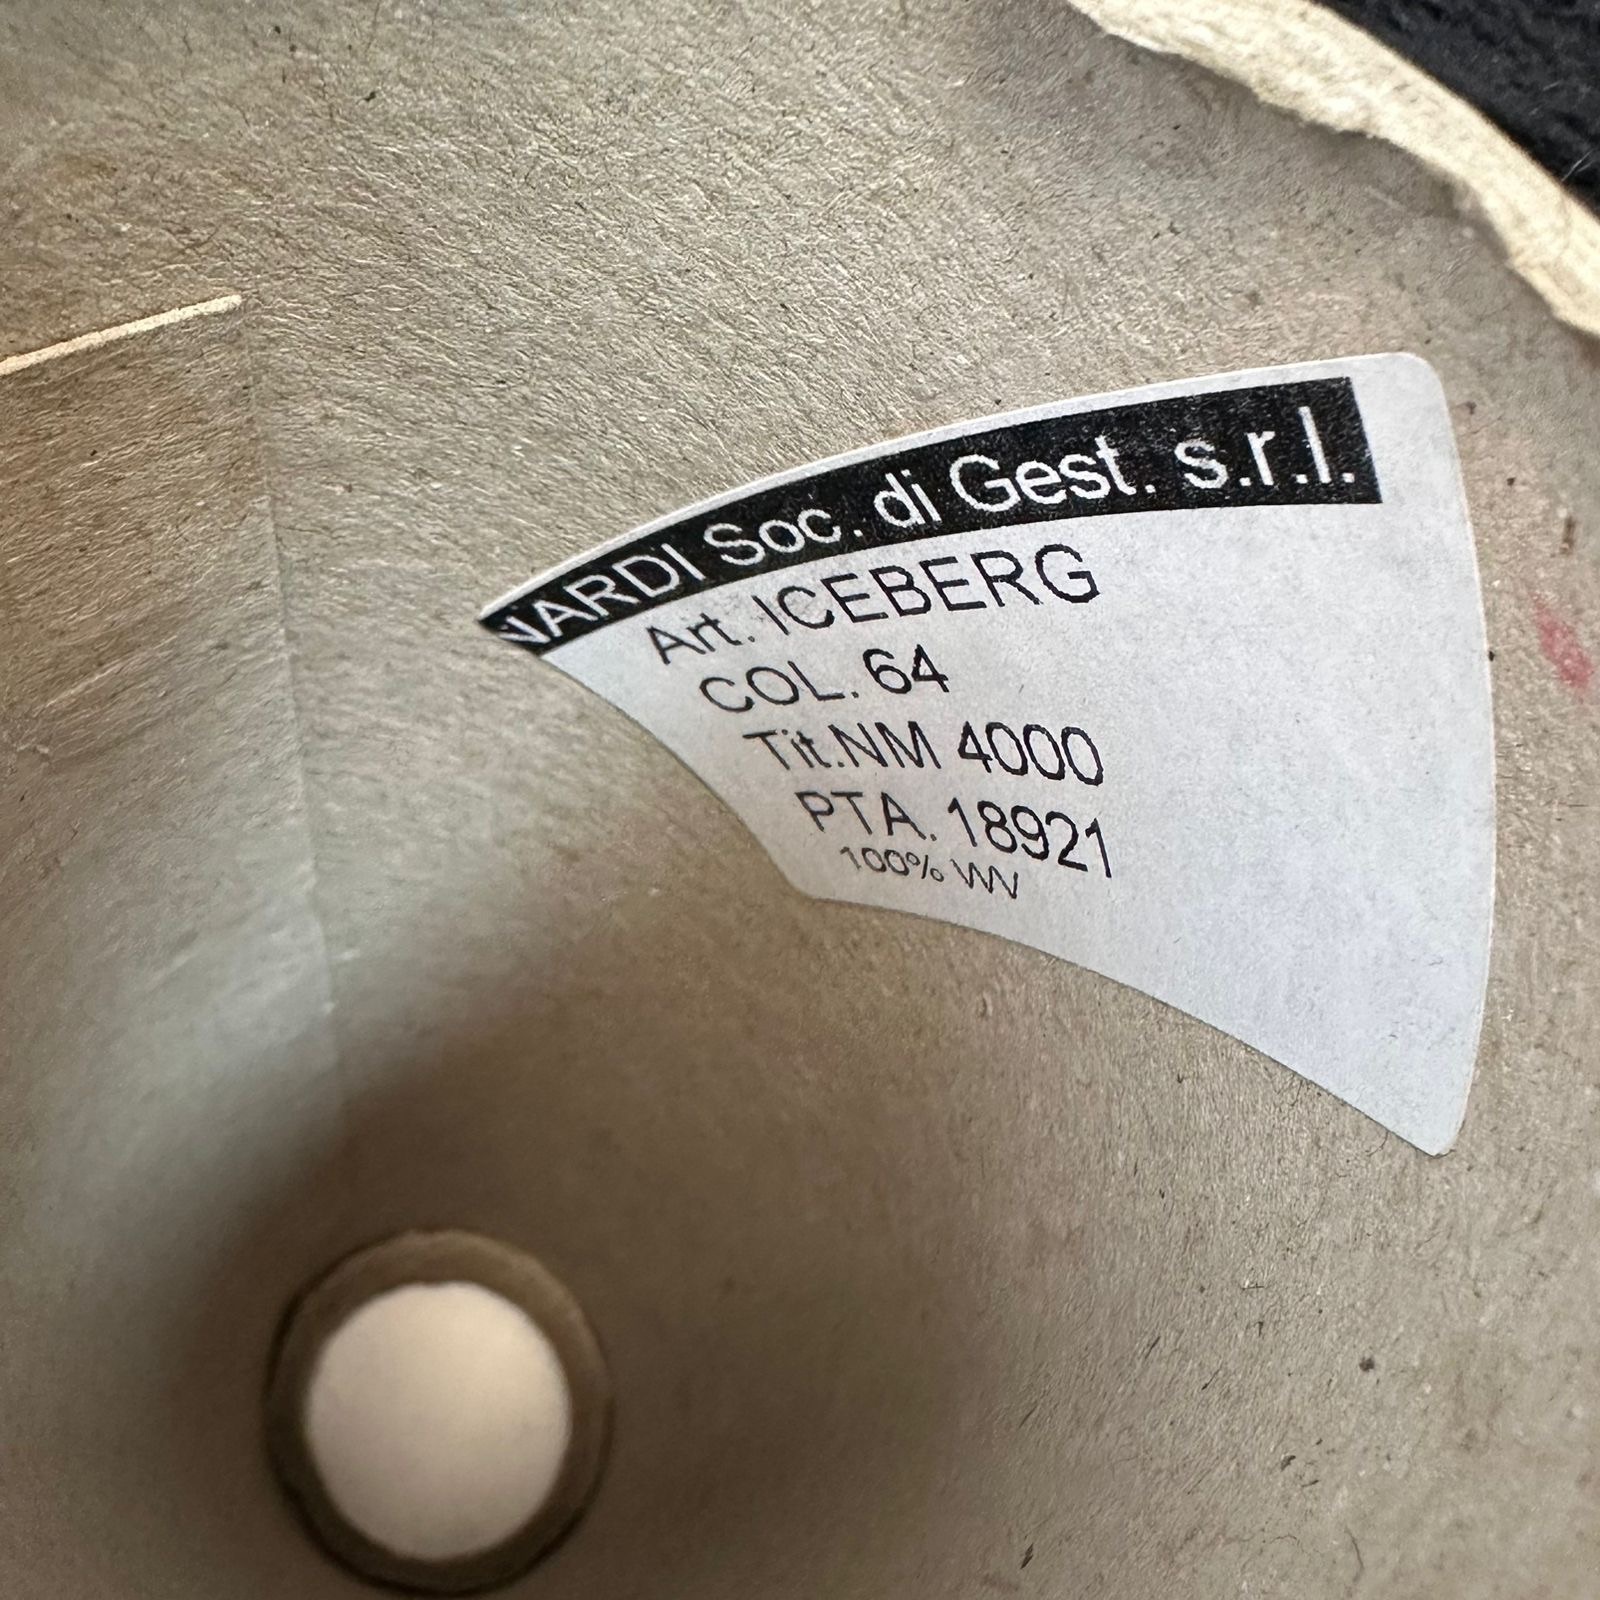 NARDI Soc. di Gest. s.r.l.
Art. ICEBERG
COL. 64
Tit.NM 4000
PTA. 18921
100% WV